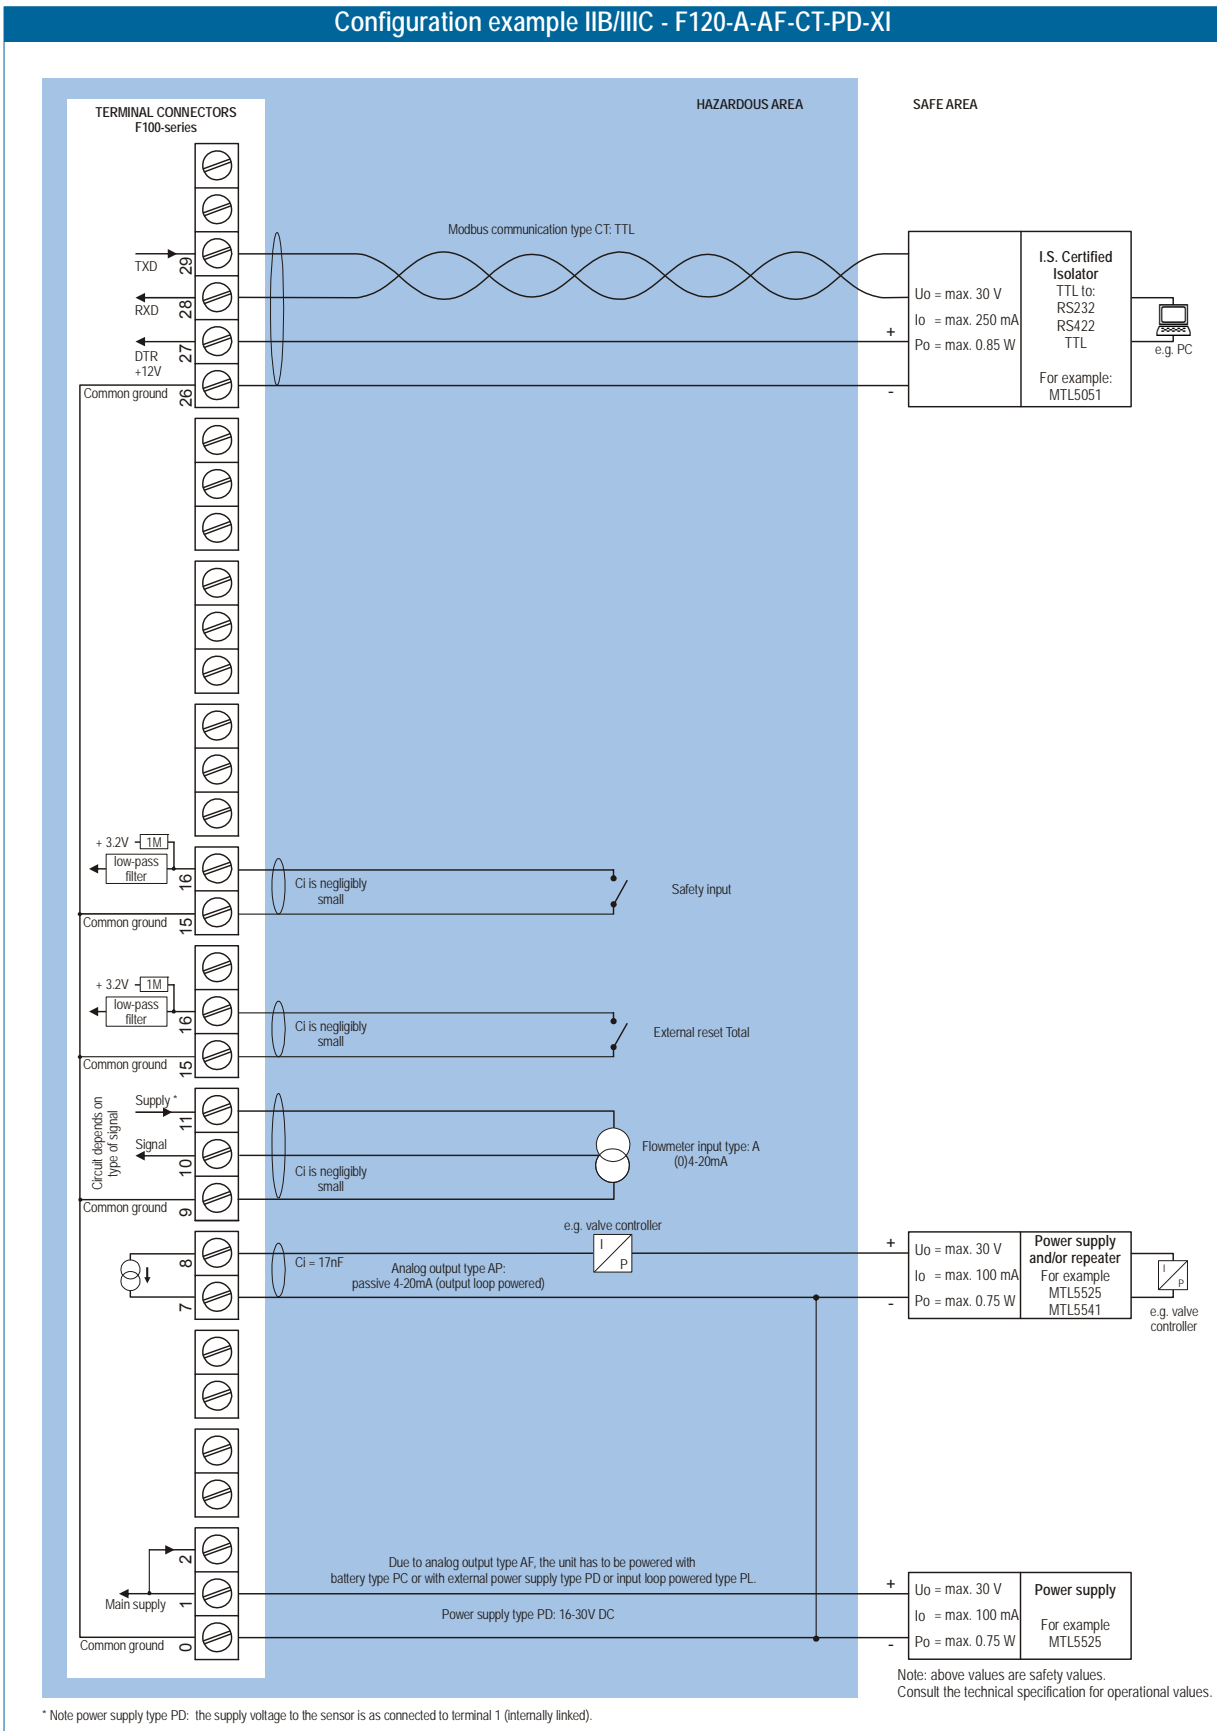 Configuration example IIB/IIIC - F120-A-AF-CT-PD-XI
TERMINAL CONNECTORS
F100-series
HAZARDOUS AREA
SAFE AREA
Modbus communication type CT: TTL
TXD
29
RXD
28
DTR
+12V
27
Common ground
26
+
-
Uo = max. 30 V
Io = max. 250 mA
Po = max. 0.85 W
I.S. Certified
Isolator
TTL to:
RS232
RS422
TTL
For example:
MTL5051
e.g. PC
+ 3.2V
1M
low-pass
filter
16
Common ground
15
Ci is negligibly
small
Safety input
+ 3.2V
1M
low-pass
filter
16
Common ground
15
Ci is negligibly
small
External reset Total
Circuit depends on
type of signal
Supply *
11
Signal
10
Common ground
9
Ci is negligibly
small
Flowmeter input type: A
(0)4-20mA
8
7
Ci = 17nF
Analog output type AP:
passive 4-20mA (output loop powered)
e.g. valve controller
I
P
+
-
Uo = max. 30 V
Io = max. 100 mA
Po = max. 0.75 W
Power supply
and/or repeater
For example
MTL5525
MTL5541
I
P
e.g. valve
controller
2
Main supply
1
Common ground
0
Due to analog output type AF, the unit has to be powered with
battery type PC or with external power supply type PD or input loop powered type PL.
Power supply type PD: 16-30V DC
+
-
Uo = max. 30 V
Io = max. 100 mA
Po = max. 0.75 W
Power supply
For example
MTL5525
Note: above values are safety values.
Consult the technical specification for operational values.
* Note power supply type PD: the supply voltage to the sensor is as connected to terminal 1 (internally linked).